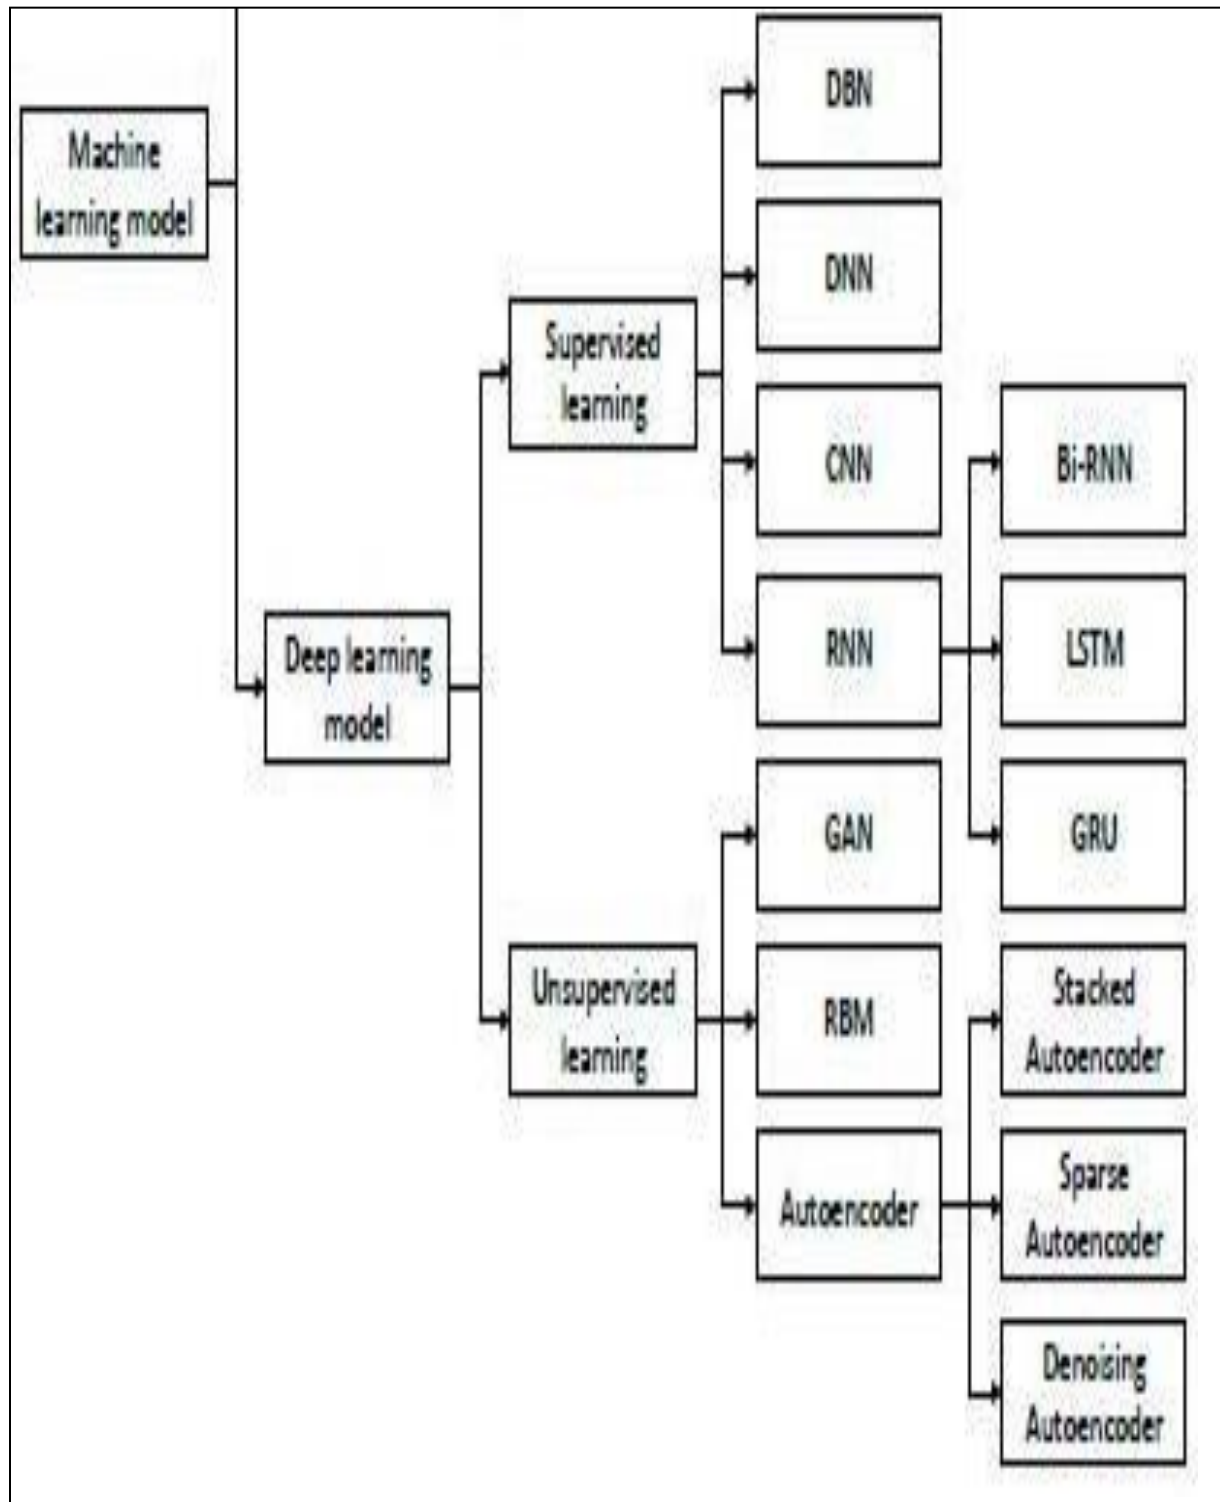 Machine
learning model
Deep learning
model
Supervised
learning
Unsupervised
learning
DBN
DNN
CNN
RNN
GAN
RBM
Autoencoder
Bi-RNN
LSTM
GRU
Stacked
Autoencoder
Sparse
Autoencoder
Denoising
Autoencoder